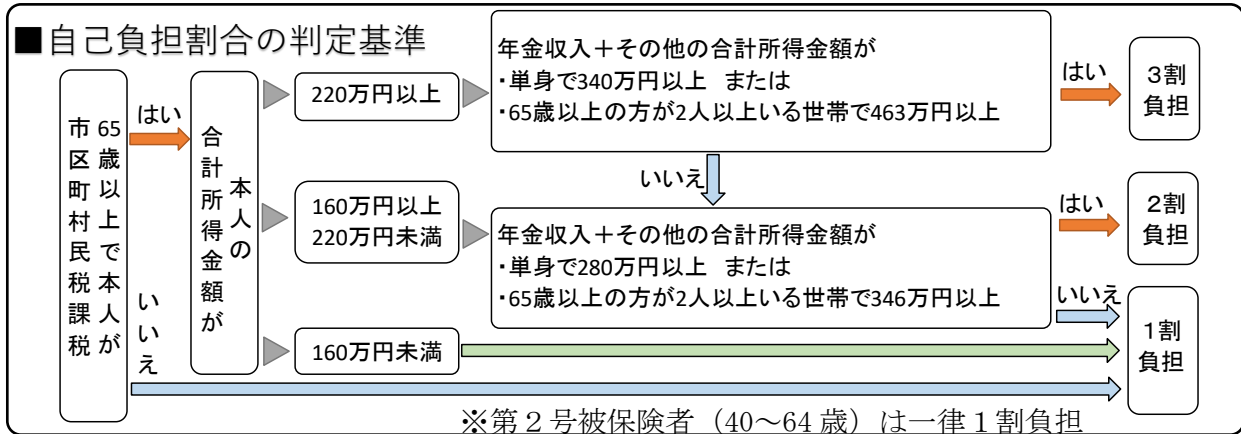 ■自己負担割合の判定基準
65歳以上で本人が
市区町村民税課税
はい
いいえ
本人の
合計所得金額が
220万円以上
年金収入＋その他の合計所得金額が
・単身で340万円以上　または
・65歳以上の方が2人以上いる世帯で463万円以上
はい
3割
負担
いいえ
160万円以上
220万円未満
年金収入＋その他の合計所得金額が
・単身で280万円以上　または
・65歳以上の方が2人以上いる世帯で346万円以上
はい
2割
負担
いいえ
160万円未満
1割
負担
※第２号被保険者（40～64 歳）は一律１割負担